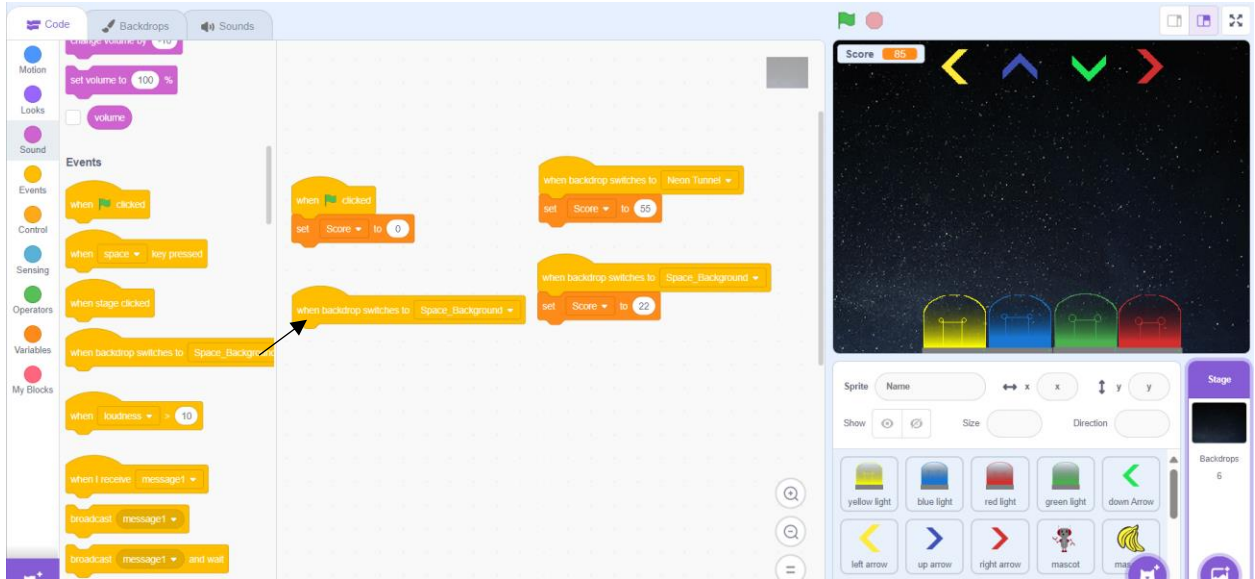 Code
Backdrops
Sounds
Motion
Looks
Sound
Events
Control
Sensing
Operators
Variables
My Blocks
change volume by -10
set volume to 100 %
volume
Events
when clicked
when space key pressed
when stage clicked
when backdrop switches to Space_Background
when loudness > 10
when I receive message1
broadcast message1
broadcast message1 and wait
when clicked
set Score to 0
when backdrop switches to Space_Background
when backdrop switches to Neon Tunnel
set Score to 55
when backdrop switches to Space_Background
set Score to 22
Score 85
Sprite Name x x y y
Show Size Direction
yellow light
blue light
red light
green light
down Arrow
left arrow
up arrow
right arrow
mascot
Stage
Backdrops
6